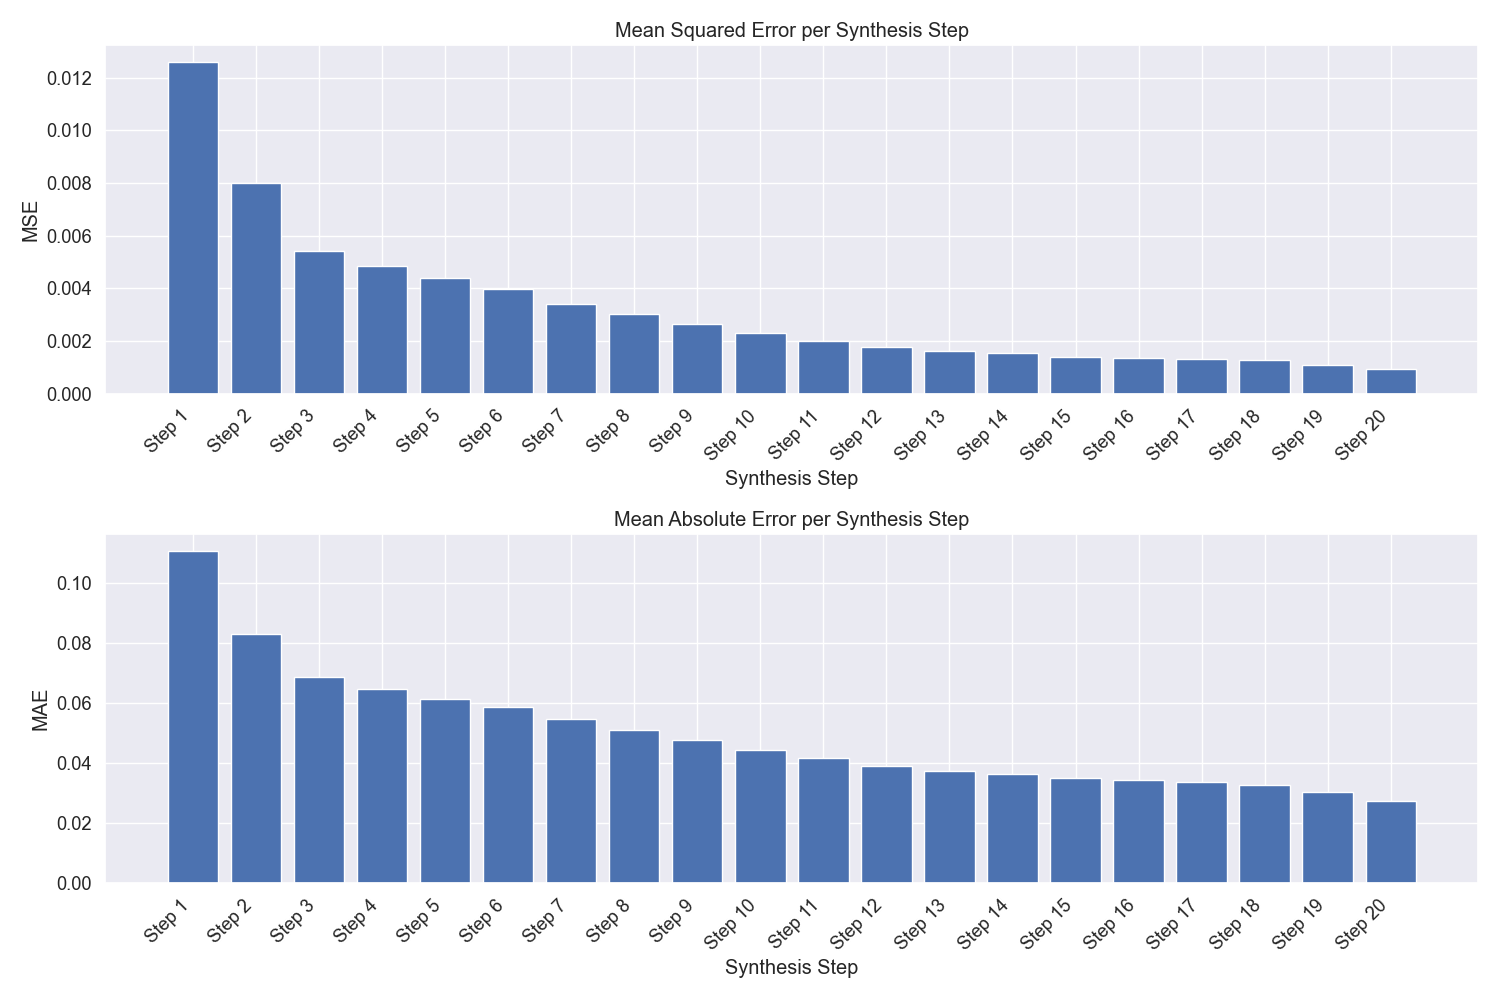 Mean Squared Error per Synthesis Step
MSE
0.012
0.010
0.008
0.006
0.004
0.002
0.000
Step 1 Step 2 Step 3 Step 4 Step 5 Step 6 Step 7 Step 8 Step 9 Step 10 Step 11 Step 12 Step 13 Step 14 Step 15 Step 16 Step 17 Step 18 Step 19 Step 20
Synthesis Step
Mean Absolute Error per Synthesis Step
MAE
0.10
0.08
0.06
0.04
0.02
0.00
Step 1 Step 2 Step 3 Step 4 Step 5 Step 6 Step 7 Step 8 Step 9 Step 10 Step 11 Step 12 Step 13 Step 14 Step 15 Step 16 Step 17 Step 18 Step 19 Step 20
Synthesis Step